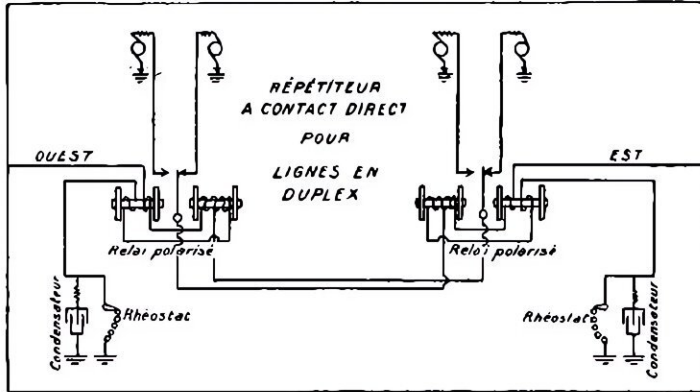 RÉPÉTITEUR
A CONTACT DIRECT
POUR
LIGNES EN
DUPLEX
OUEST
EST
Relai polarisé
Relai polarisé
Condensateur
Rhéostat
Rhéostat
Condensateur